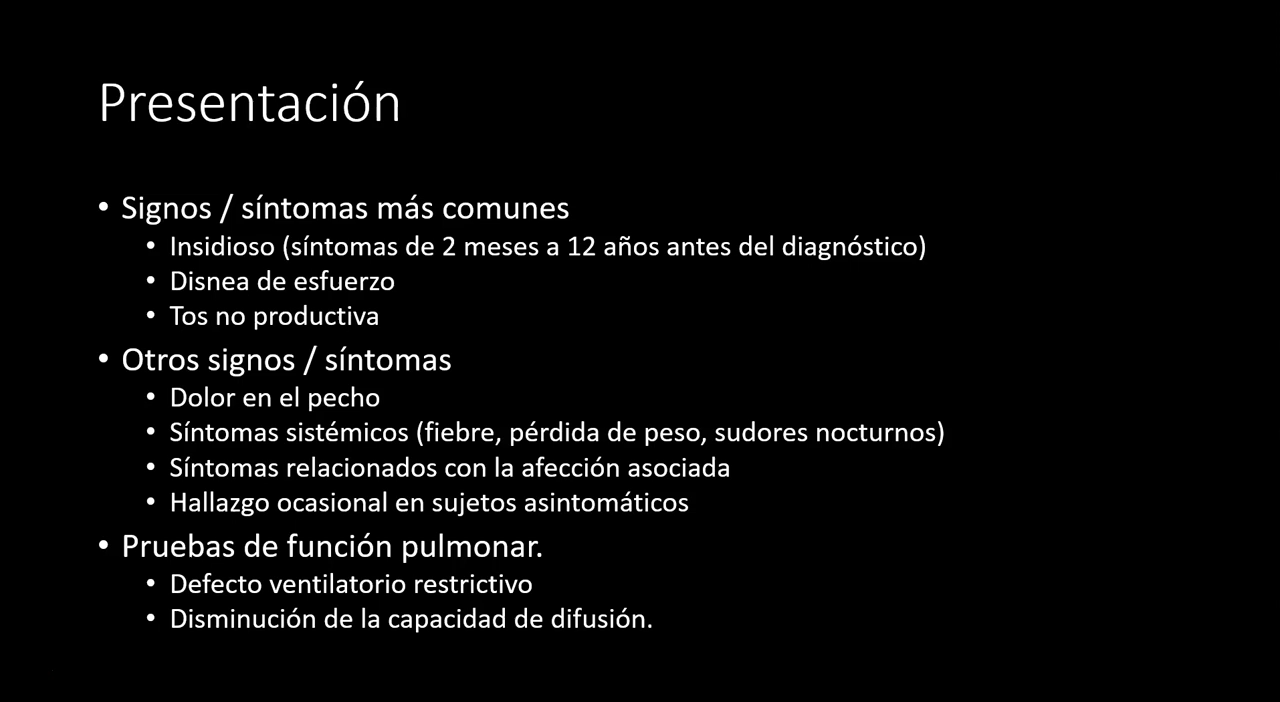 Presentación
• Signos / síntomas más comunes
• Insidioso (síntomas de 2 meses a 12 años antes del diagnóstico)
• Disnea de esfuerzo
• Tos no productiva
• Otros signos / síntomas
• Dolor en el pecho
• Síntomas sistémicos (fiebre, pérdida de peso, sudores nocturnos)
• Síntomas relacionados con la afección asociada
• Hallazgo ocasional en sujetos asintomáticos
• Pruebas de función pulmonar.
• Defecto ventilatorio restrictivo
• Disminución de la capacidad de difusión.